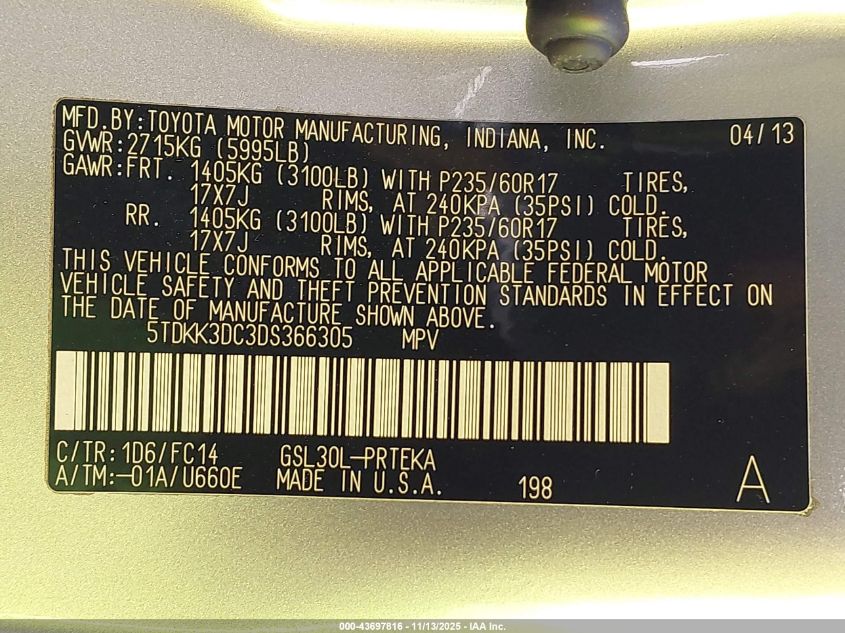 MFD.BY:TOYOTA MOTOR MANUFACTURING, INDIANA, INC. 04/13
GVWR:2715KG (5995LB)
GAWR:FRT. 1405KG (3100LB) WITH P235/60R17 TIRES,
17X7J RIMS, AT 240KPA (35PSI) COLD.
RR. 1405KG (3100LB) WITH P235/60R17 TIRES,
17X7J RIMS, AT 240KPA (35PSI) COLD.
THIS VEHICLE CONFORMS TO ALL APPLICABLE FEDERAL MOTOR
VEHICLE SAFETY AND THEFT PREVENTION STANDARDS IN EFFECT ON
THE DATE OF MANUFACTURE SHOWN ABOVE.
5TDKK3DC3DS366305 MPV
C/TR:1D6/FC14 GSL30L-PRTEKA
A/TM:-01A/U660E MADE IN U.S.A. 198 A
000-43697816 - 11/13/2025 - IAA Inc.